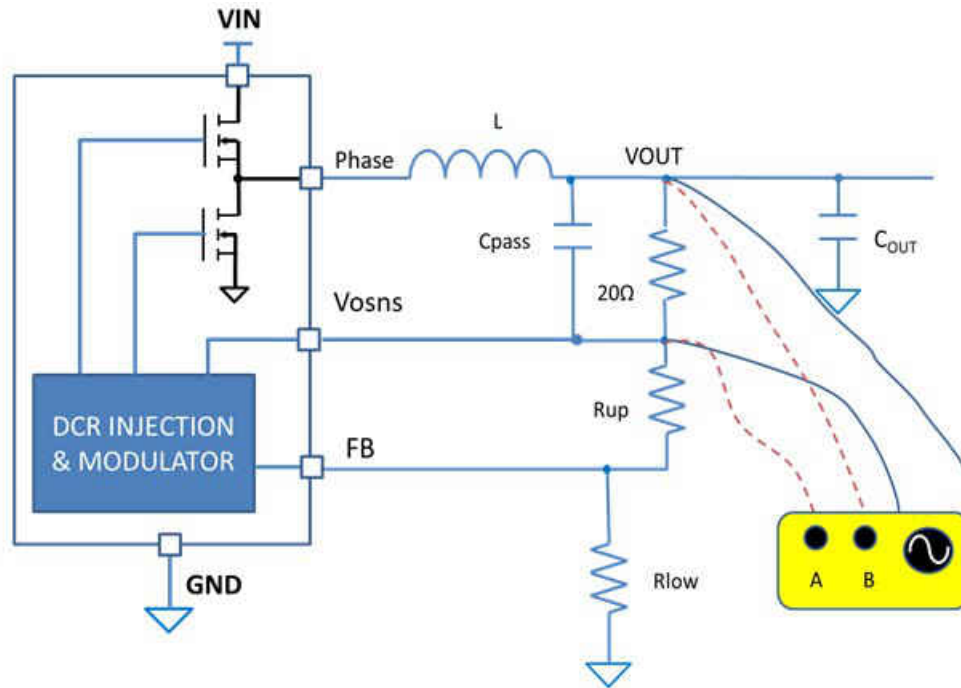 VIN
L
Phase
VOUT
Cpass
20Ω
COUT
Vosns
Rup
DCR INJECTION
& MODULATOR
FB
A
B
Rlow
GND